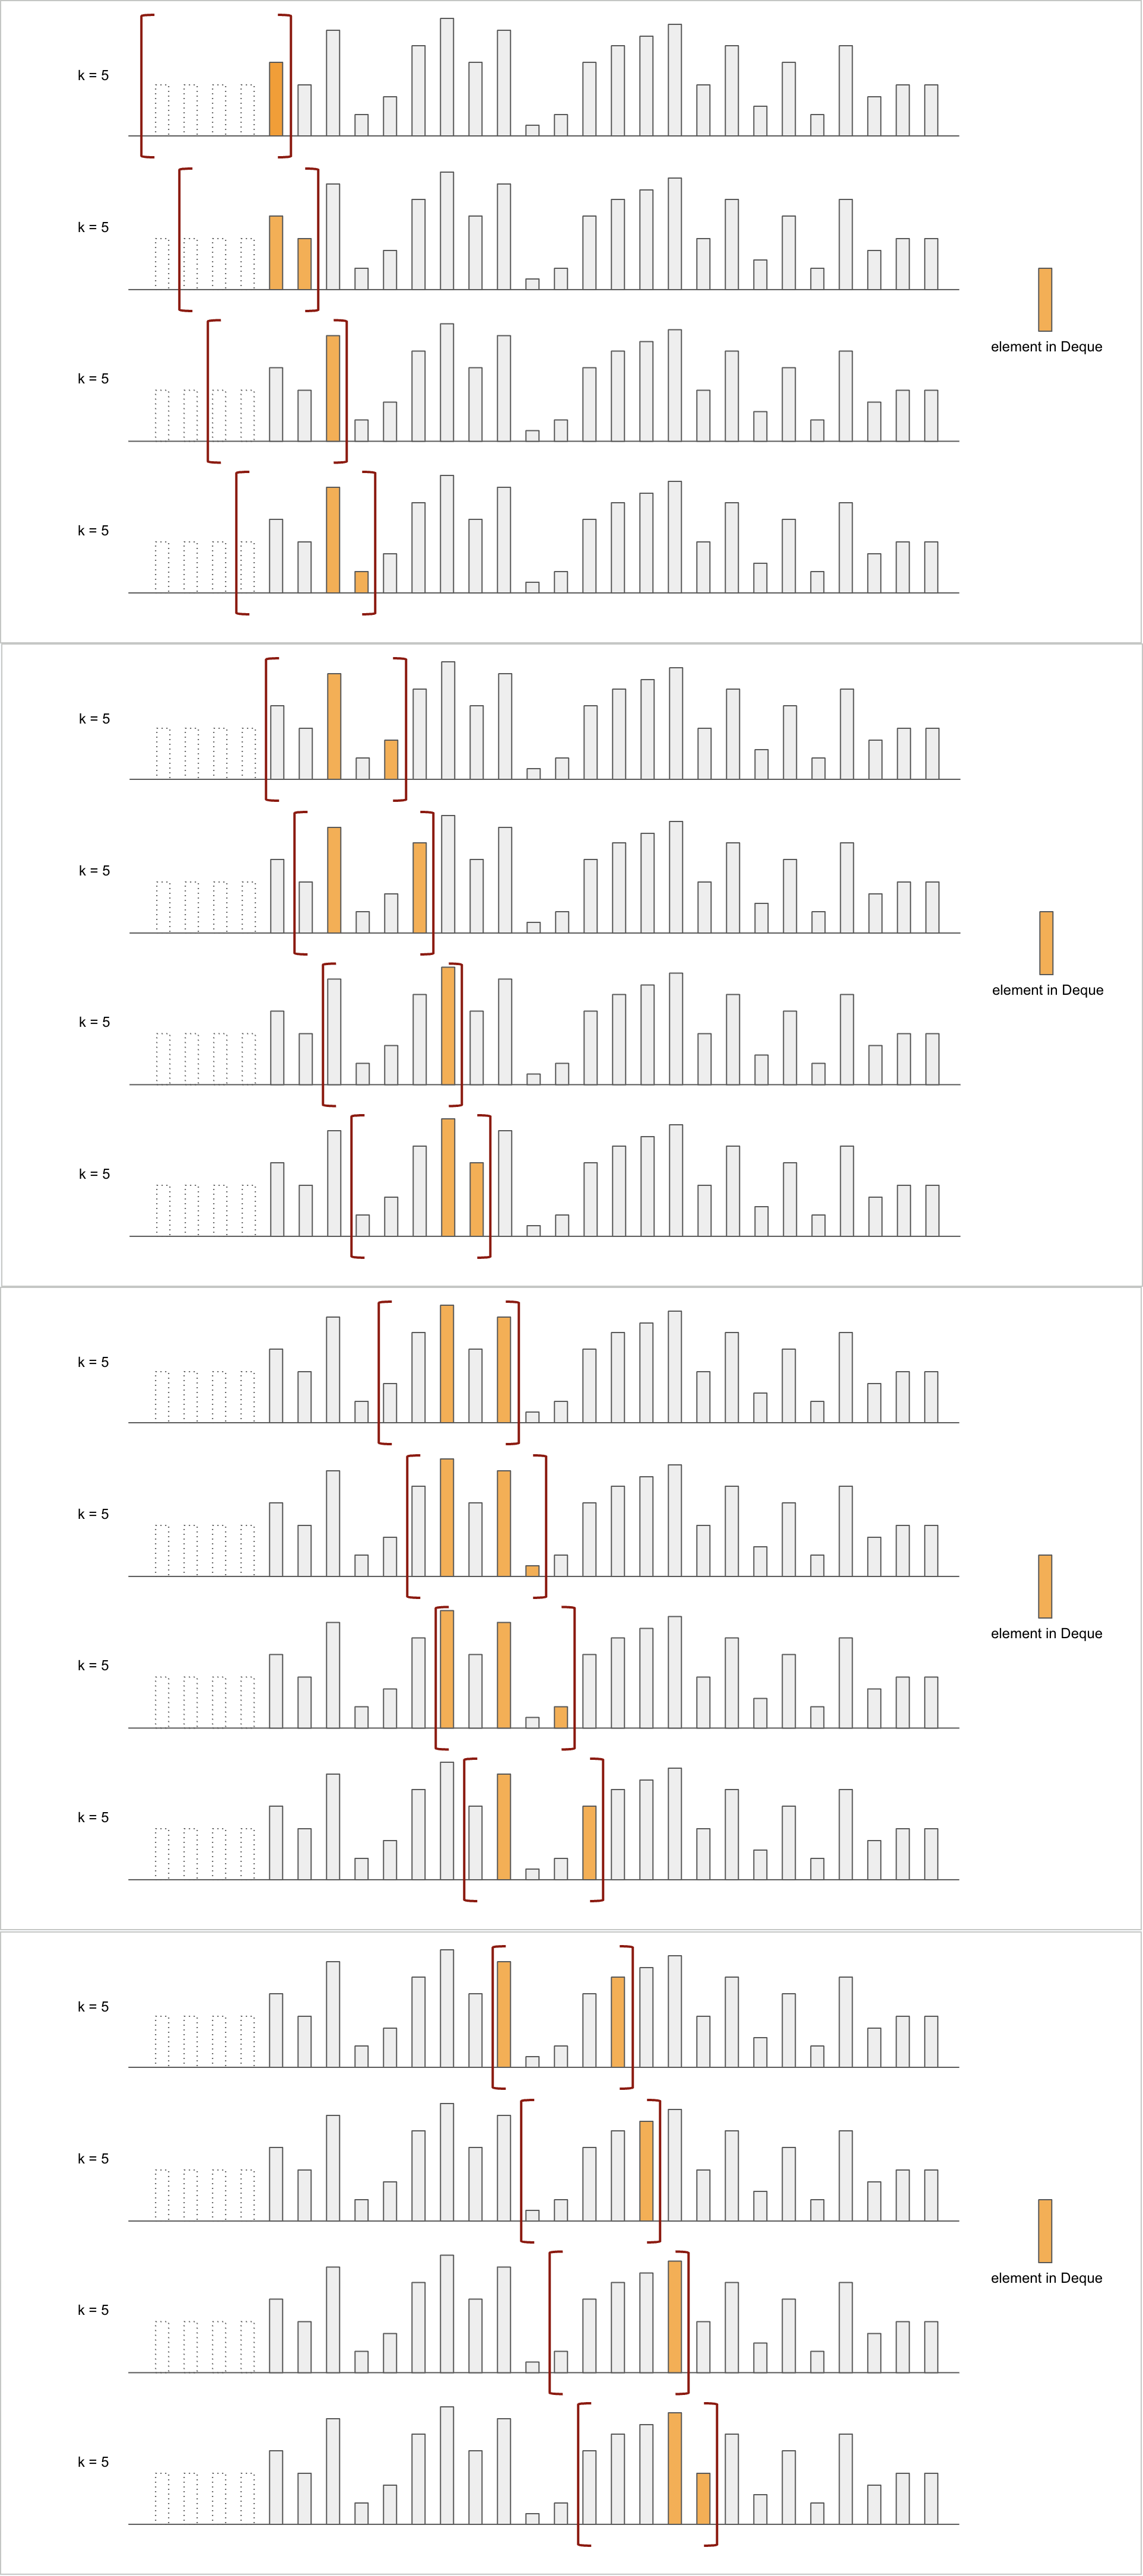 k = 5
k = 5
element in Deque
k = 5
k = 5
k = 5
k = 5
element in Deque
k = 5
k = 5
k = 5
k = 5
element in Deque
k = 5
k = 5
k = 5
k = 5
element in Deque
k = 5
k = 5